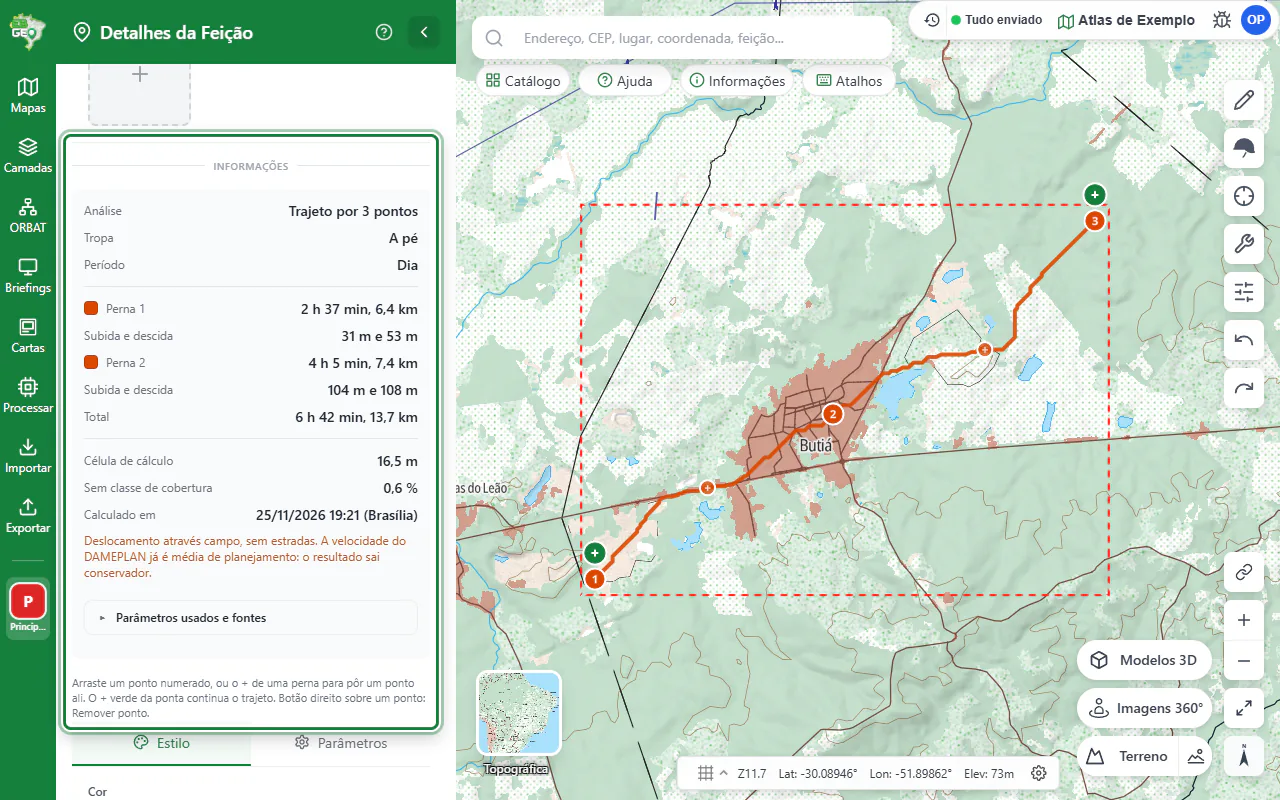 EB
GEO
Detalhes da Feição
Endereço, CEP, lugar, coordenada, feição...
Tudo enviado
Atlas de Exemplo
OP
Catálogo
Ajuda
Informações
Atalhos
Mapas
Camadas
ORBAT
Briefings
Cartas
Processar
Importar
Exportar
P
Princip...
INFORMAÇÕES
Análise Trajeto por 3 pontos
Tropa A pé
Período Dia
Perna 1 2 h 37 min, 6,4 km
Subida e descida 31 m e 53 m
Perna 2 4 h 5 min, 7,4 km
Subida e descida 104 m e 108 m
Total 6 h 42 min, 13,7 km
Célula de cálculo 16,5 m
Sem classe de cobertura 0,6 %
Calculado em 25/11/2026 19:21 (Brasília)
Deslocamento através campo, sem estradas. A velocidade do
DAMEPLAN já é média de planejamento: o resultado sai
conservador.
Parâmetros usados e fontes
Arraste um ponto numerado, ou o + de uma perna para pôr um ponto
ali. O + verde da ponta continua o trajeto. Botão direito sobre um ponto:
Remover ponto.
Estilo
Parâmetros
Cor
3
2
Butiá
as do Leão
1
Topográfica
Modelos 3D
Imagens 360°
Terreno
N
Z11.7 Lat: -30.08946° Lon: -51.89862° Elev: 73m